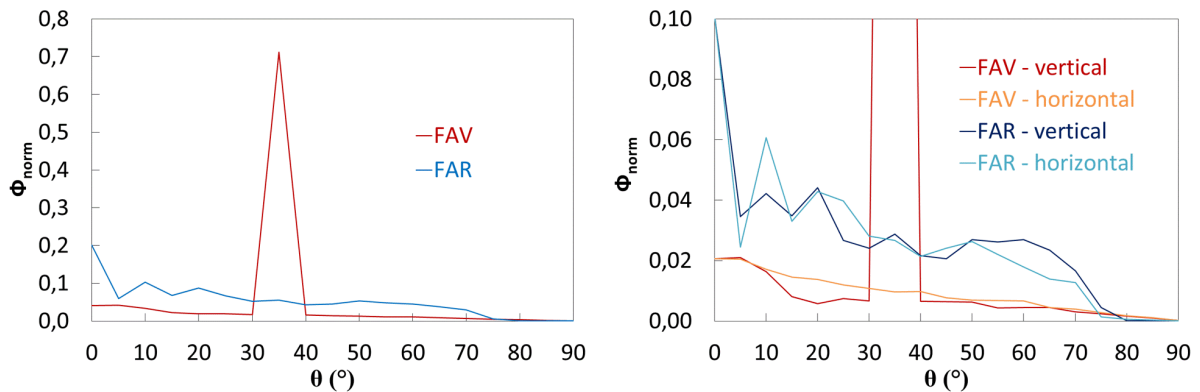 0,8
0,7
0,6
0,5
0,4
0,3
0,2
0,1
0,0
Φnorm
FAV
FAR
0 10 20 30 40 50 60 70 80 90
θ (°)
0,10
0,08
0,06
0,04
0,02
0,00
Φnorm
FAV - vertical
FAV - horizontal
FAR - vertical
FAR - horizontal
0 10 20 30 40 50 60 70 80 90
θ (°)